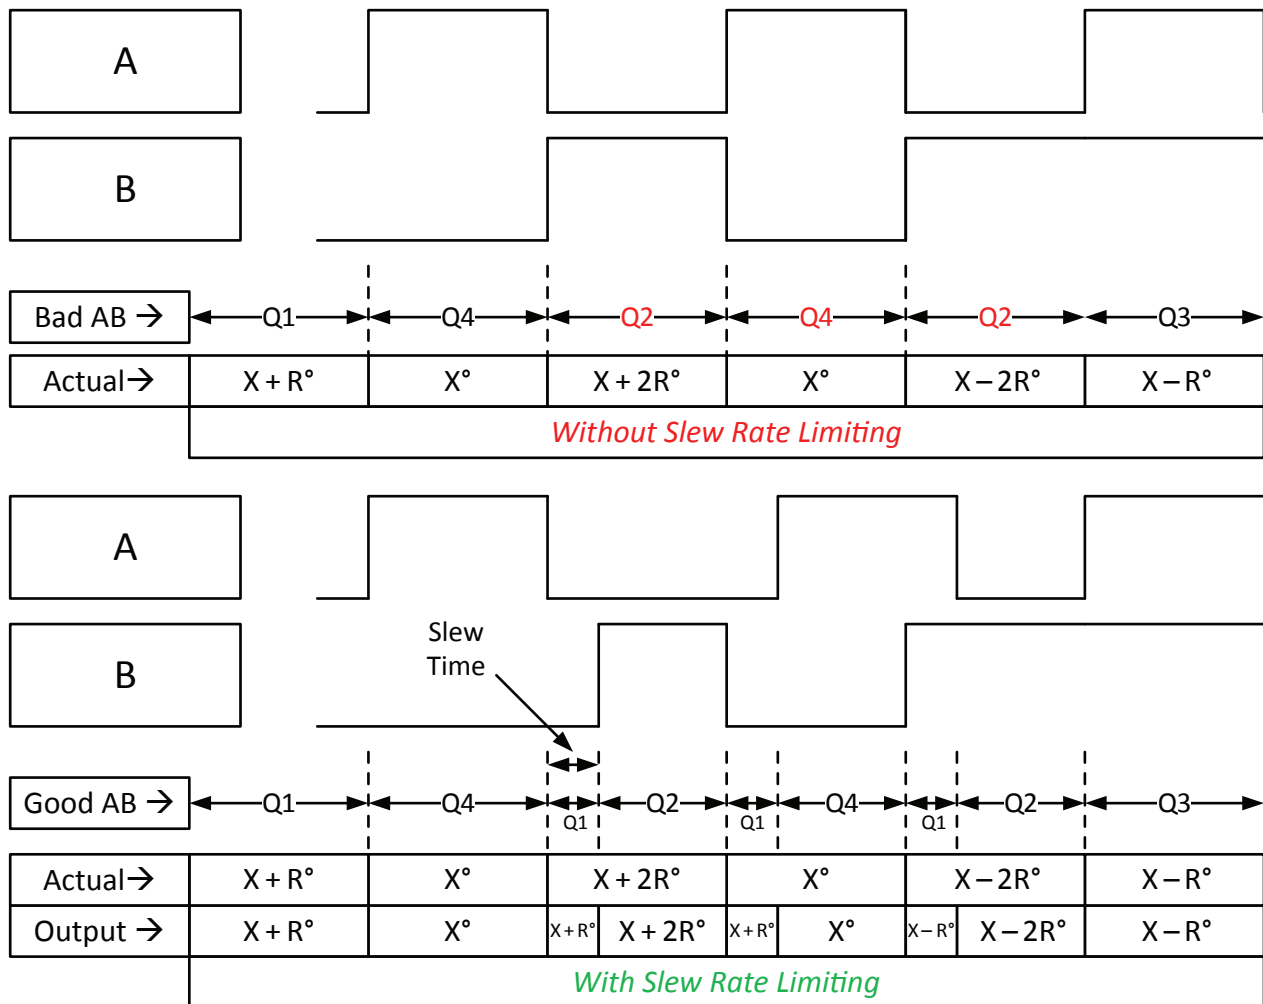 A
B
Bad AB → Q1 Q4 Q2 Q4 Q2 Q3
Actual→ X + R° X° X + 2R° X° X – 2R° X – R°
Without Slew Rate Limiting
A
Slew
Time
B
Good AB → Q1 Q4 Q1 Q2 Q1 Q4 Q1 Q2 Q3
Actual→ X + R° X° X + 2R° X° X – 2R° X – R°
Output → X + R° X° X + R° X + 2R° X + R° X° X – R° X – 2R° X – R°
With Slew Rate Limiting